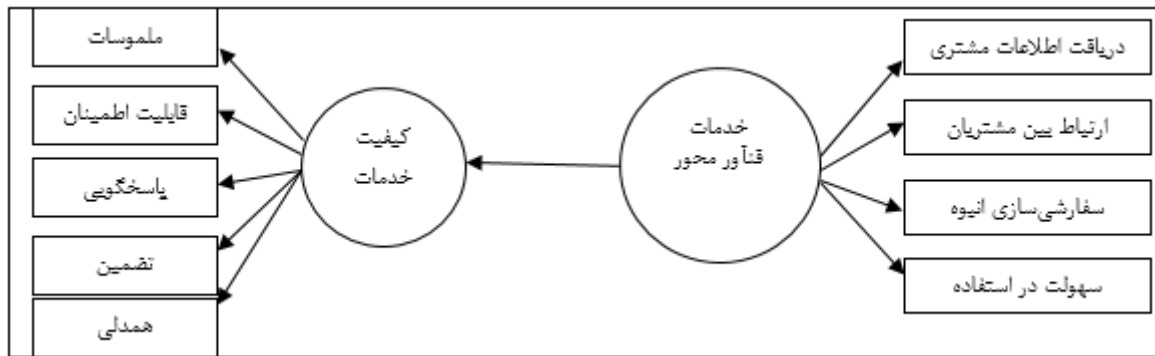 دریافت اطلاعات مشتری
ارتباط بین مشتریان
سفارشی‌سازی انبوه
سهولت در استفاده
خدمات
فنآور محور
کیفیت
خدمات
ملموسات
قابلیت اطمینان
پاسخگویی
تضمین
همدلی